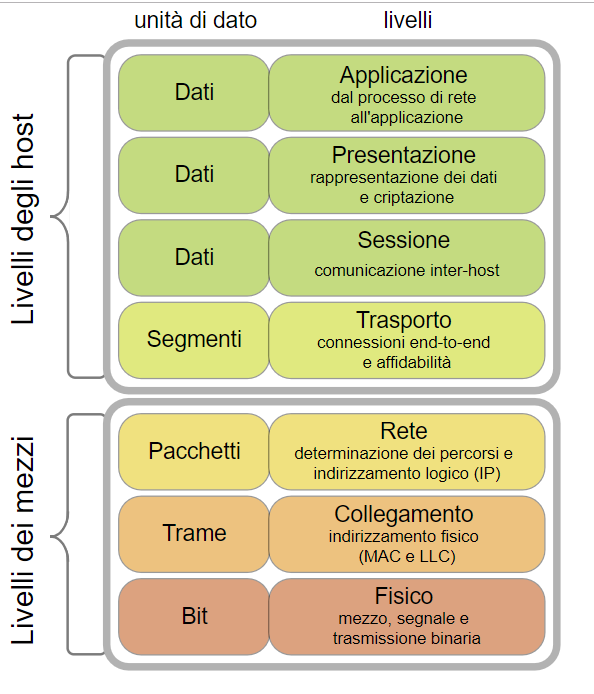 unità di dato
livelli
Livelli degli host
Dati
Applicazione
dal processo di rete
all'applicazione
Dati
Presentazione
rappresentazione dei dati
e criptazione
Dati
Sessione
comunicazione inter-host
Segmenti
Trasporto
connessioni end-to-end
e affidabilità
Livelli dei mezzi
Pacchetti
Rete
determinazione dei percorsi e
indirizzamento logico (IP)
Trame
Collegamento
indirizzamento fisico
(MAC e LLC)
Bit
Fisico
mezzo, segnale e
trasmissione binaria